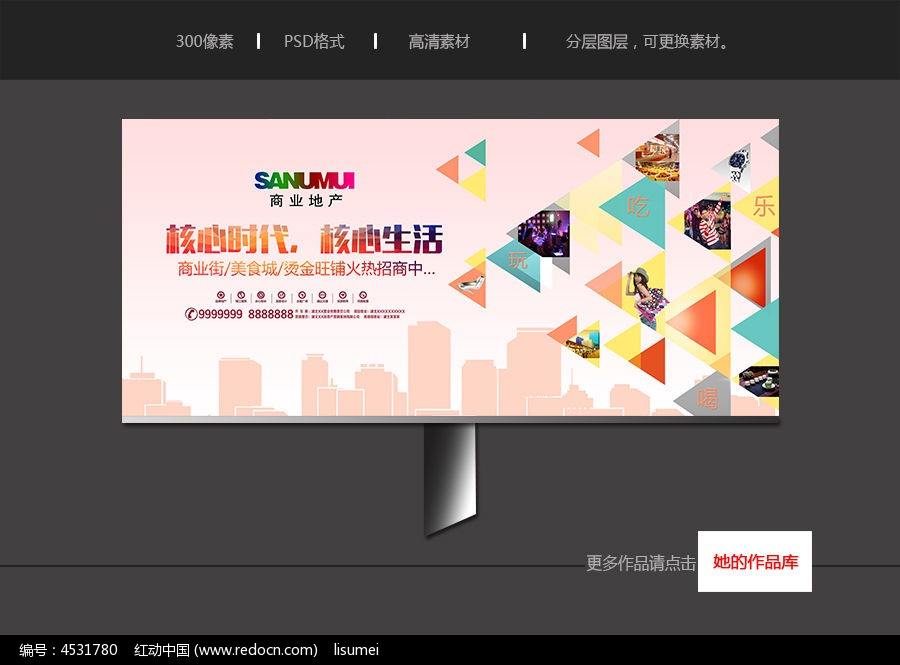 300像素 PSD格式 高清素材 分层图层，可更换素材。
SANUMUI
商业地产
核心时代，核心生活
商业街/美食城/烫金旺铺火热招商中...
9999999 8888888
吃
乐
玩
喝
更多作品请点击 她的作品库
编号：4531780 红动中国 (www.redocn.com) lisumei